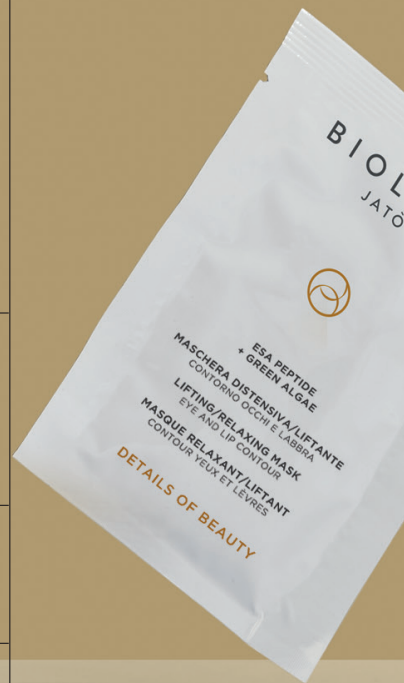 BIOL
JATÒ
ESA PEPTIDE
+ GREEN ALGAE
MASCHERA DISTENSIVA/LIFTANTE
CONTORNO OCCHI E LABBRA
LIFTING/RELAXING MASK
EYE AND LIP CONTOUR
MASQUE RELAXANT/LIFTANT
CONTOUR YEUX ET LÈVRES
DETAILS OF BEAUTY